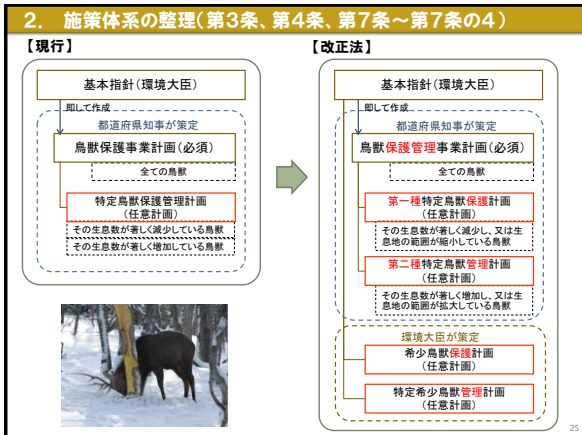 2. 施策体系の整理(第3条、第4条、第7条～第7条の4)
【現行】
基本指針(環境大臣)
即して作成
都道府県知事が策定
鳥獣保護事業計画(必須)
全ての鳥獣
特定鳥獣保護管理計画
(任意計画)
その生息数が著しく減少している鳥獣
その生息数が著しく増加している鳥獣
【改正法】
基本指針(環境大臣)
即して作成
都道府県知事が策定
鳥獣保護管理事業計画(必須)
全ての鳥獣
第一種特定鳥獣保護計画
(任意計画)
その生息数が著しく減少し、又は生
息地の範囲が縮小している鳥獣
第二種特定鳥獣管理計画
(任意計画)
その生息数が著しく増加し、又は生
息地の範囲が拡大している鳥獣
環境大臣が策定
希少鳥獣保護計画
(任意計画)
特定希少鳥獣管理計画
(任意計画)
25